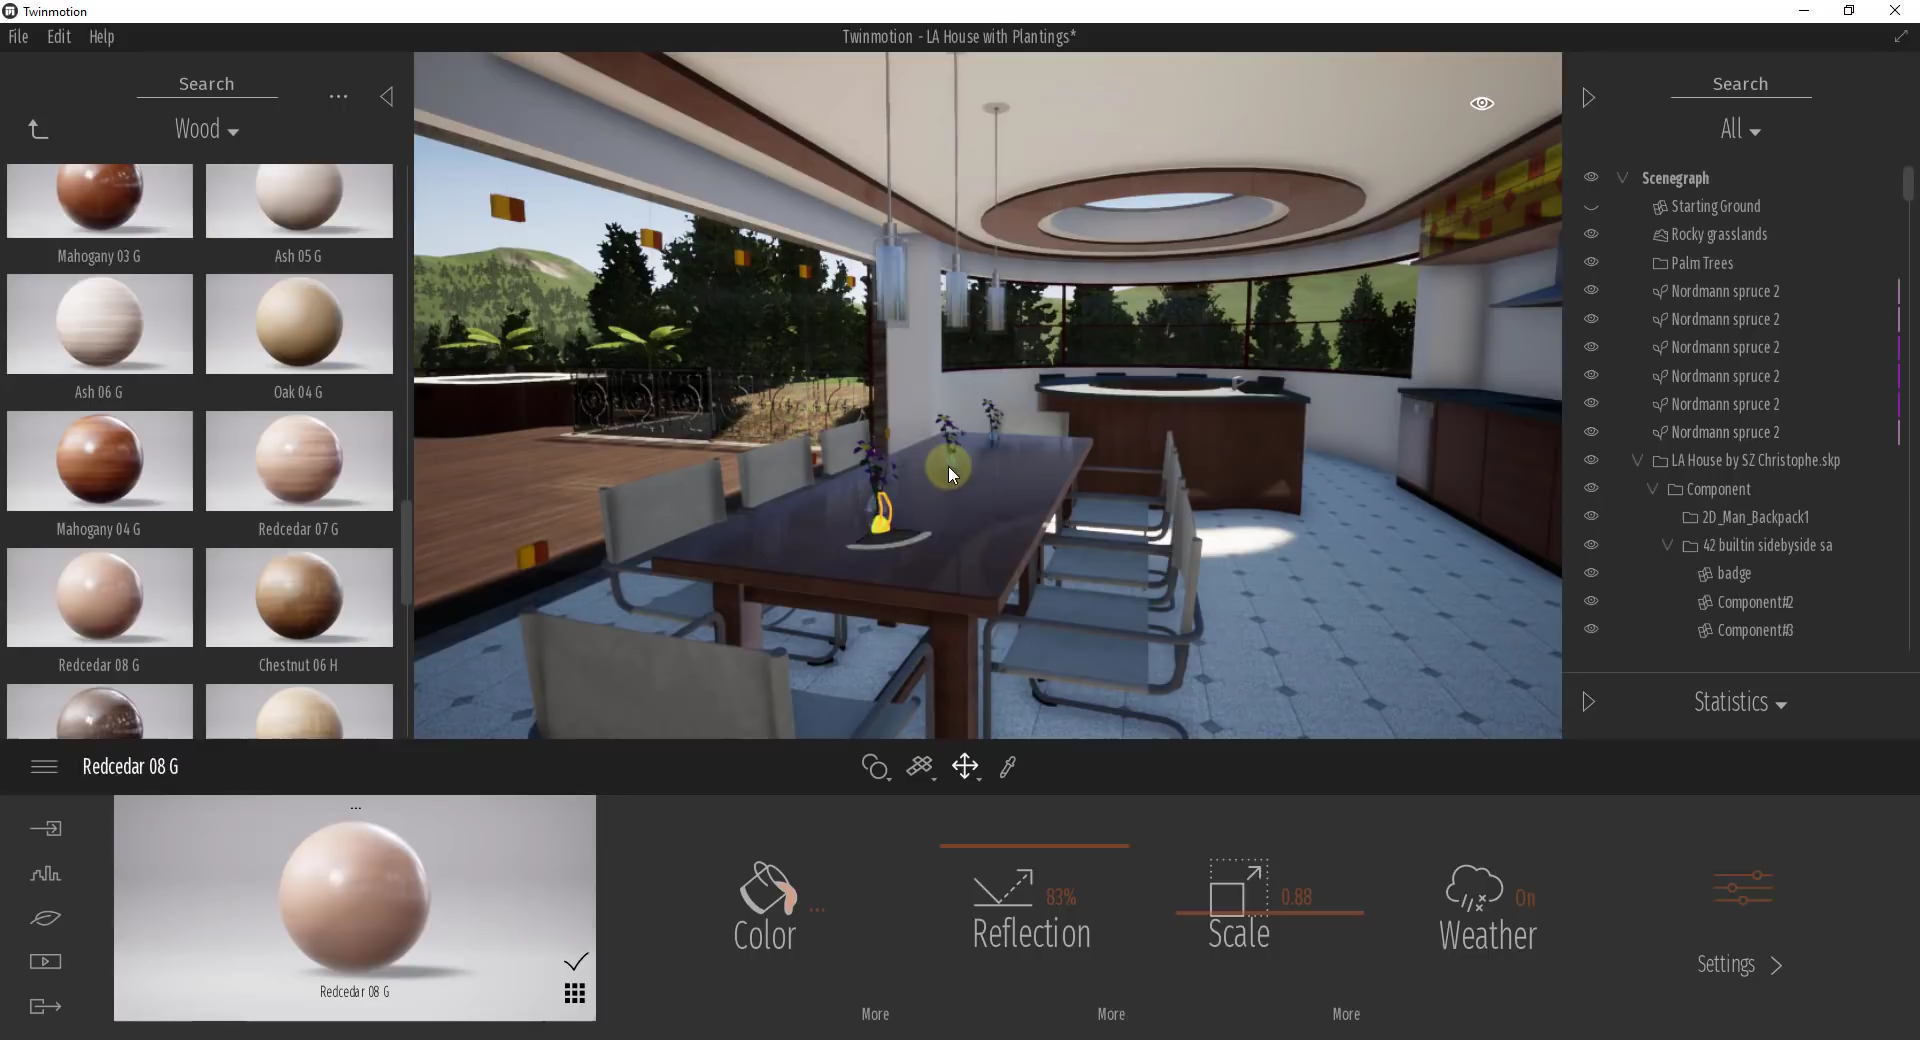 Twinmotion
File Edit Help
Twinmotion - LA House with Plantings*
Search
...
Wood
Mahogany 03 G
Ash 05 G
Ash 06 G
Oak 04 G
Mahogany 04 G
Redcedar 07 G
Redcedar 08 G
Chestnut 06 H
Search
All
Scenegraph
Starting Ground
Rocky grasslands
Palm Trees
Nordmann spruce 2
Nordmann spruce 2
Nordmann spruce 2
Nordmann spruce 2
Nordmann spruce 2
Nordmann spruce 2
LA House by SZ Christophe.skp
Component
2D_Man_Backpack1
42 builtin sidebyside sa
badge
Component#2
Component#3
Statistics
Redcedar 08 G
...
Redcedar 08 G
...
Color
More
83%
Reflection
More
0.88
Scale
More
On
Weather
Settings